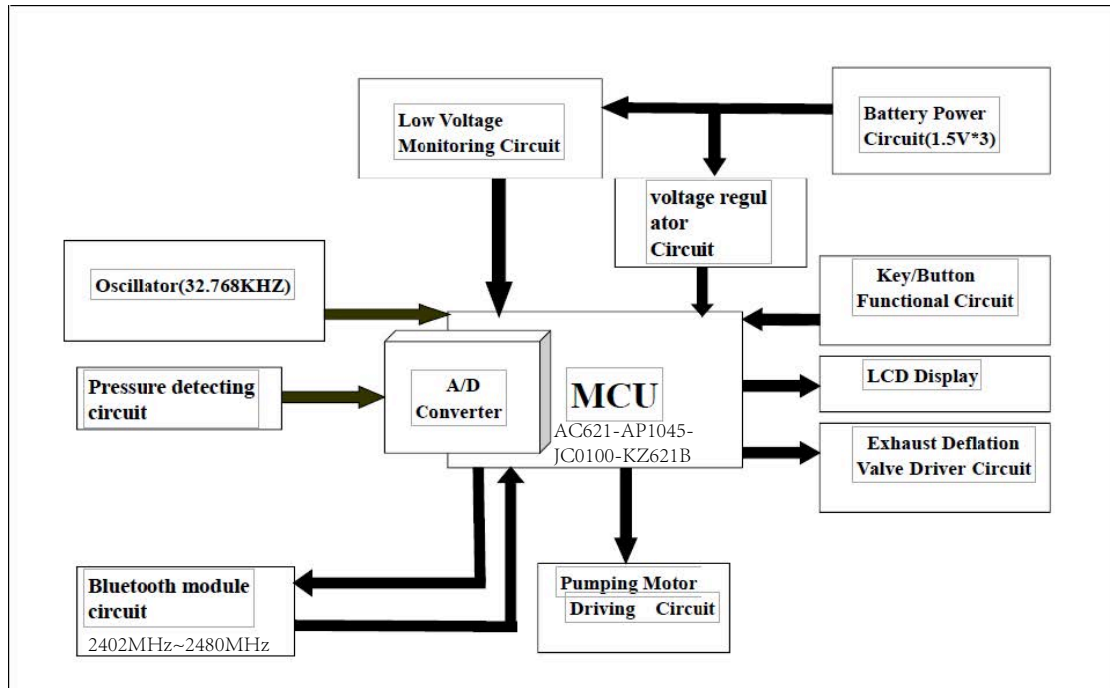 Low Voltage
Monitoring Circuit
Battery Power
Circuit(1.5V*3)
voltage regul
ator
Circuit
Oscillator(32.768KHZ)
Key/Button
Functional Circuit
Pressure detecting
circuit
A/D
Converter
MCU
AC621-AP1045-
JC0100-KZ621B
LCD Display
Exhaust Deflation
Valve Driver Circuit
Bluetooth module
circuit
2402MHz~2480MHz
Pumping Motor
Driving Circuit